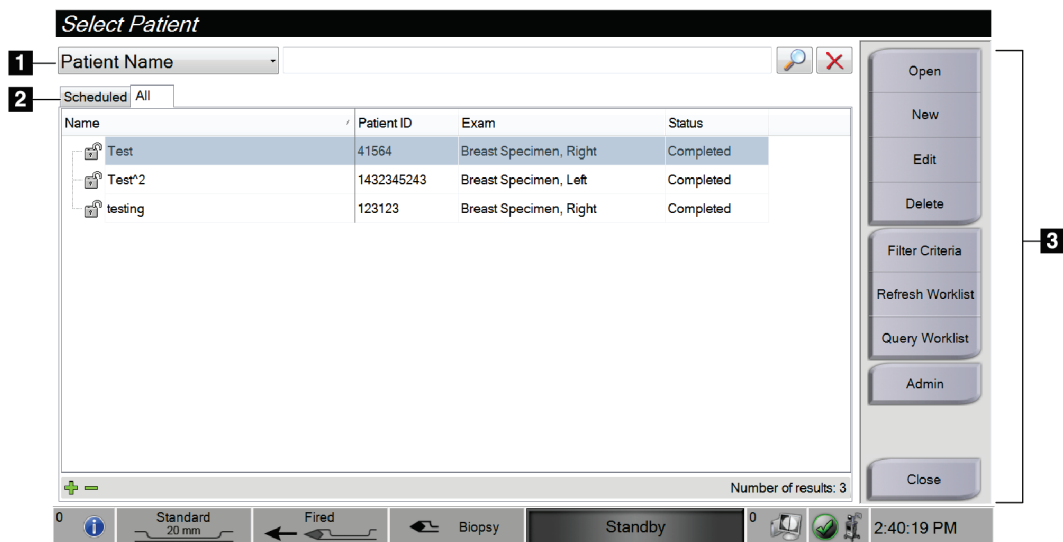 Select Patient
1
Patient Name
2
Scheduled All
Name Patient ID Exam Status
Test 41564 Breast Specimen, Right Completed
Test^2 1432345243 Breast Specimen, Left Completed
testing 123123 Breast Specimen, Right Completed
Number of results: 3
Open
New
Edit
Delete
Filter Criteria
Refresh Worklist
Query Worklist
Admin
Close
3
0 Standard 20 mm Fired Biopsy Standby 0 2:40:19 PM